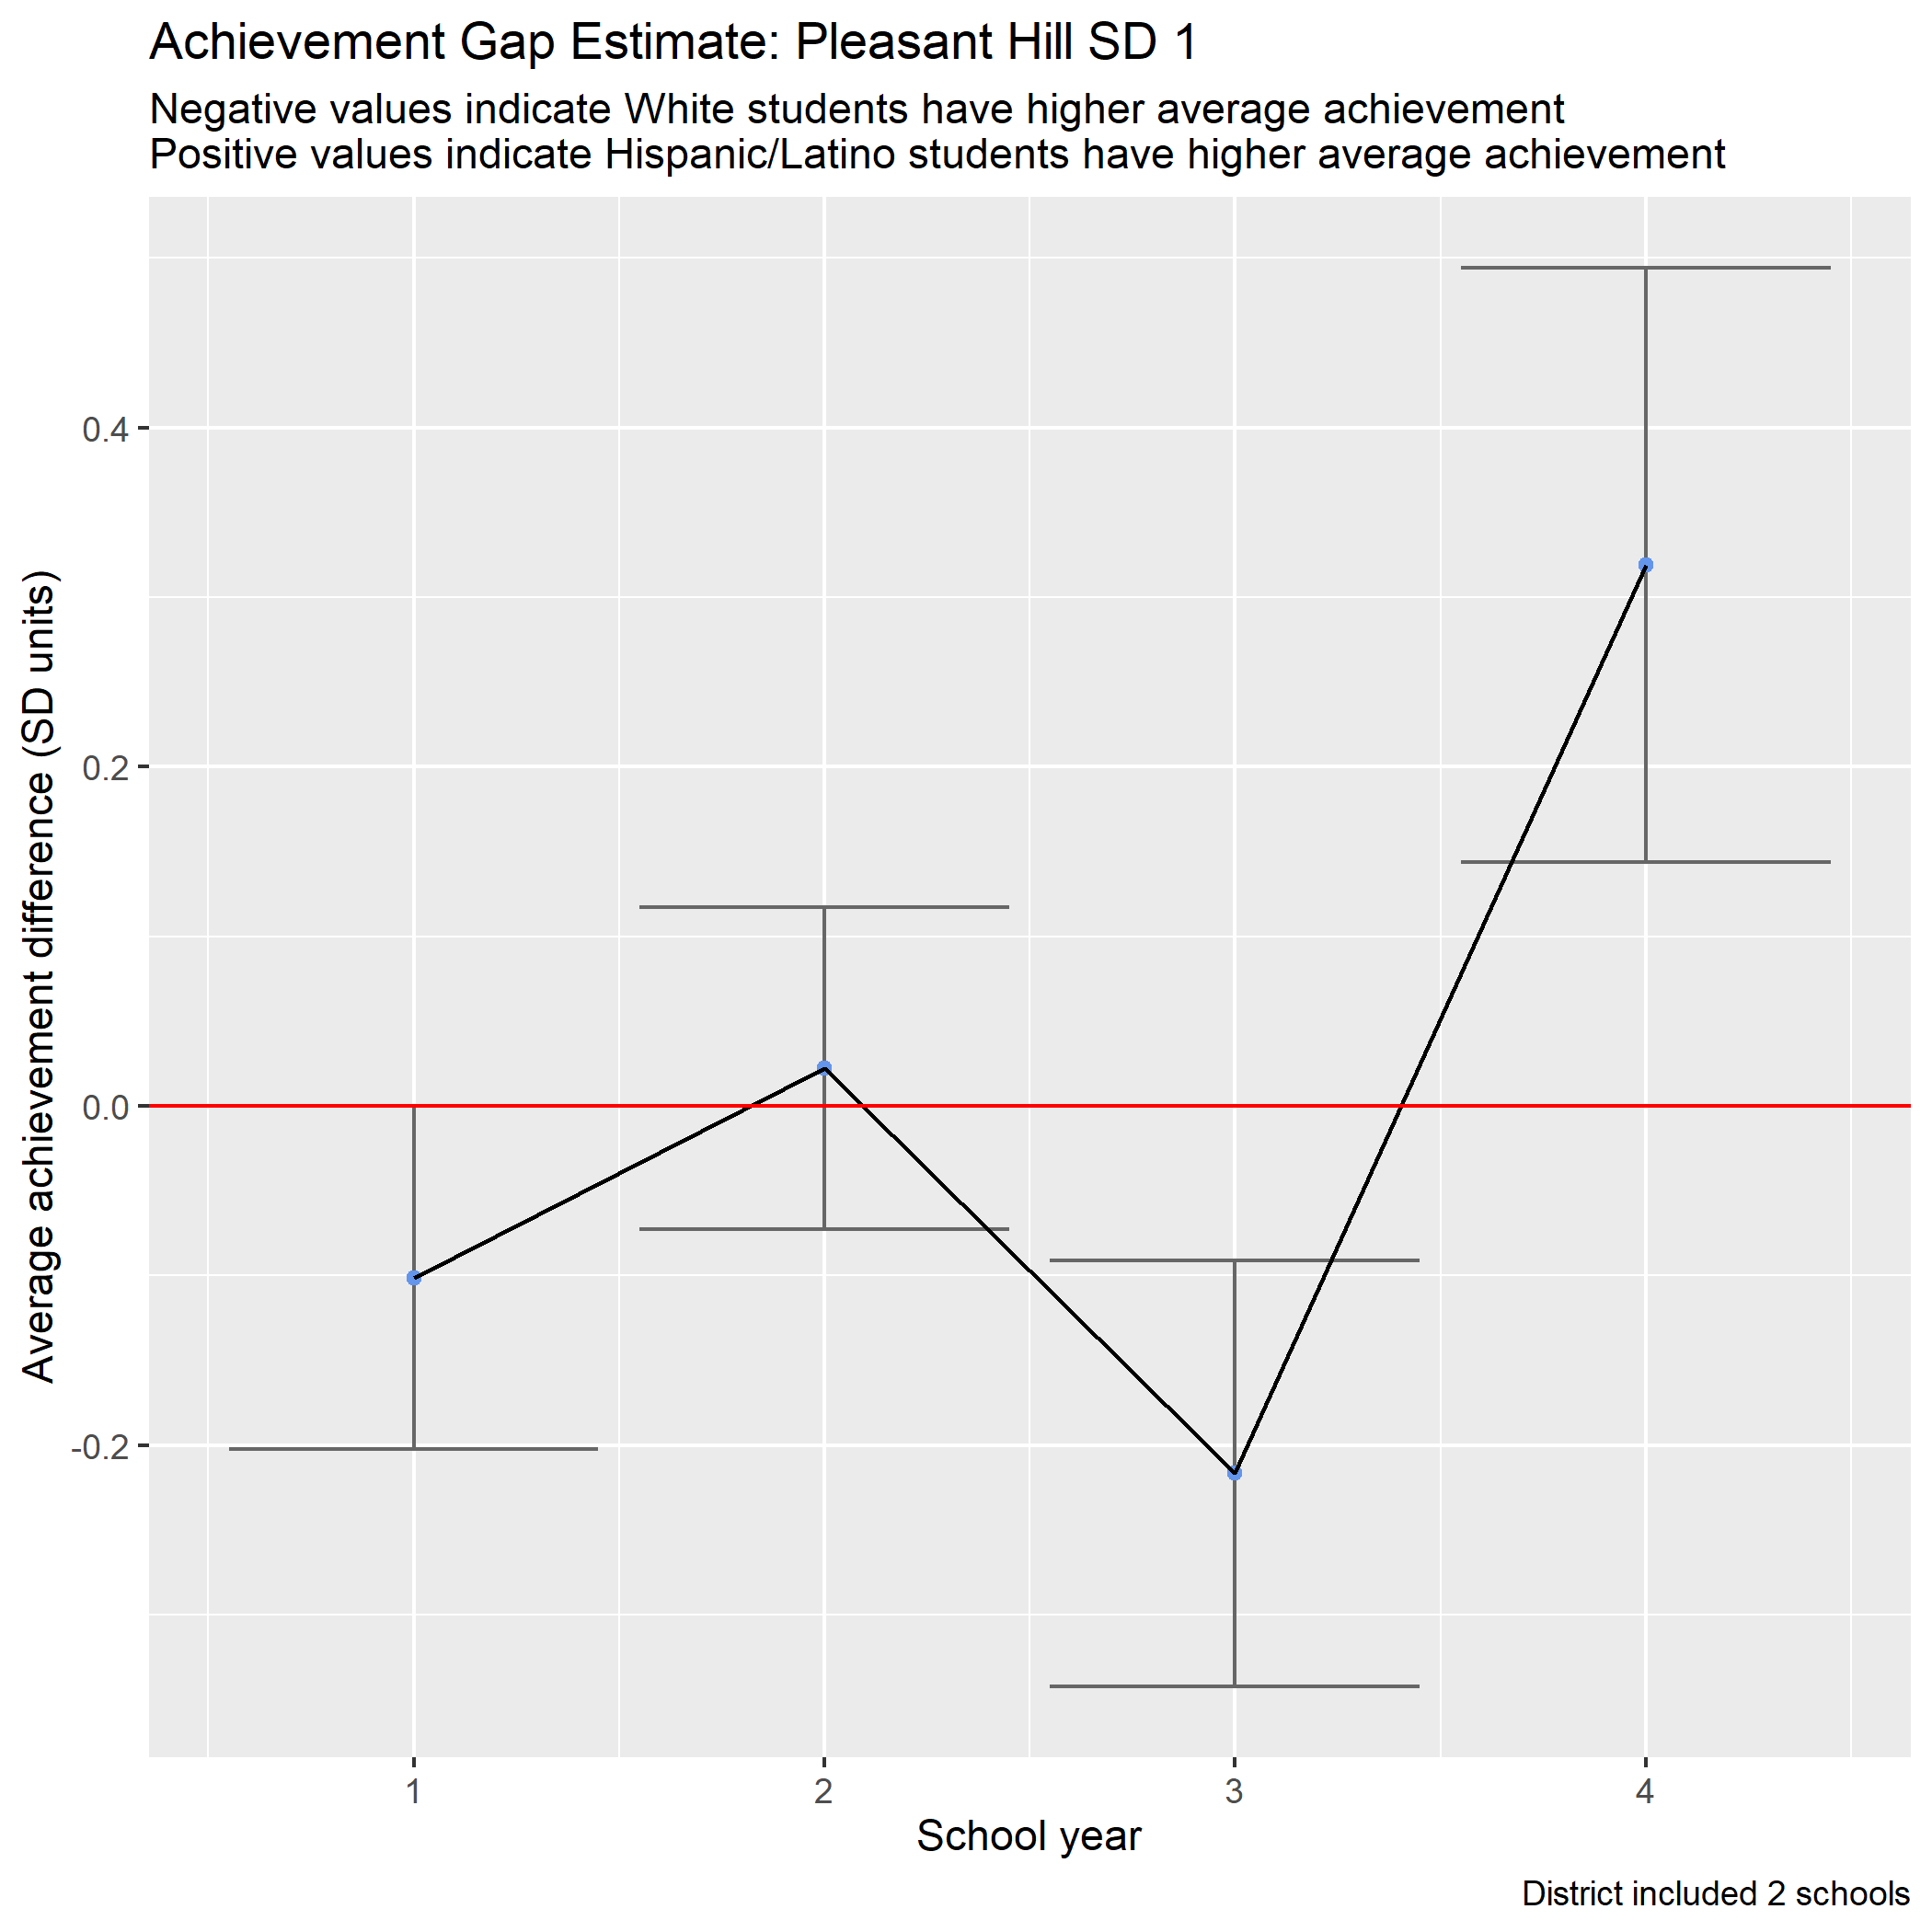 Achievement Gap Estimate: Pleasant Hill SD 1
Negative values indicate White students have higher average achievement
Positive values indicate Hispanic/Latino students have higher average achievement
Average achievement difference (SD units)
0.4
0.2
0.0
-0.2
1
2
3
4
School year
District included 2 schools